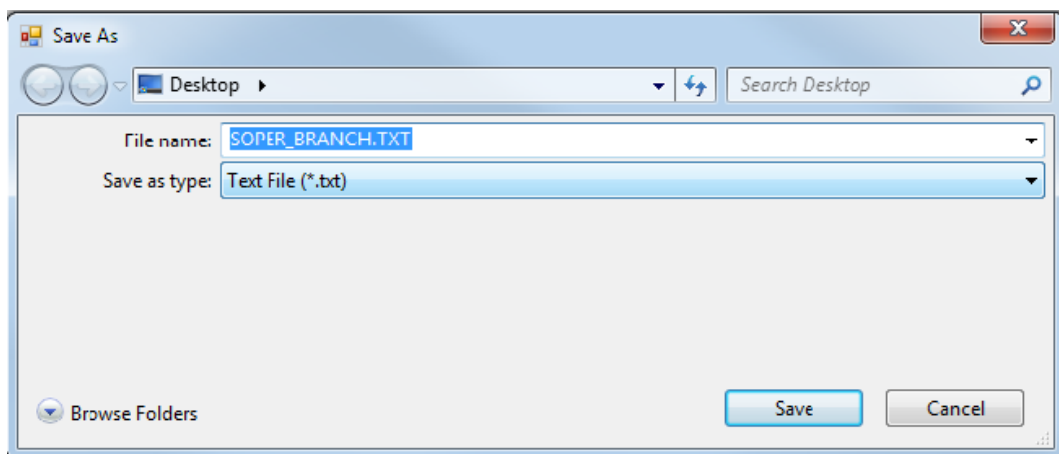 Save As
Desktop
Search Desktop
File name: SOPER_BRANCH.TXT
Save as type: Text File (*.txt)
Browse Folders
Save Cancel